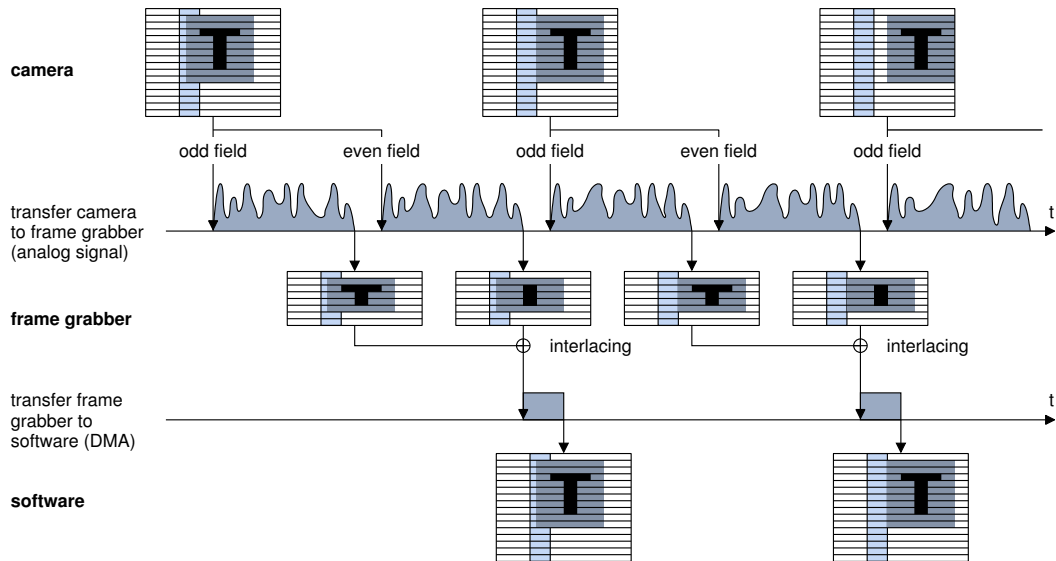 camera
odd field
even field
odd field
even field
odd field
transfer camera
to frame grabber
(analog signal)
t
frame grabber
interlacing
interlacing
transfer frame
grabber to
software (DMA)
t
software